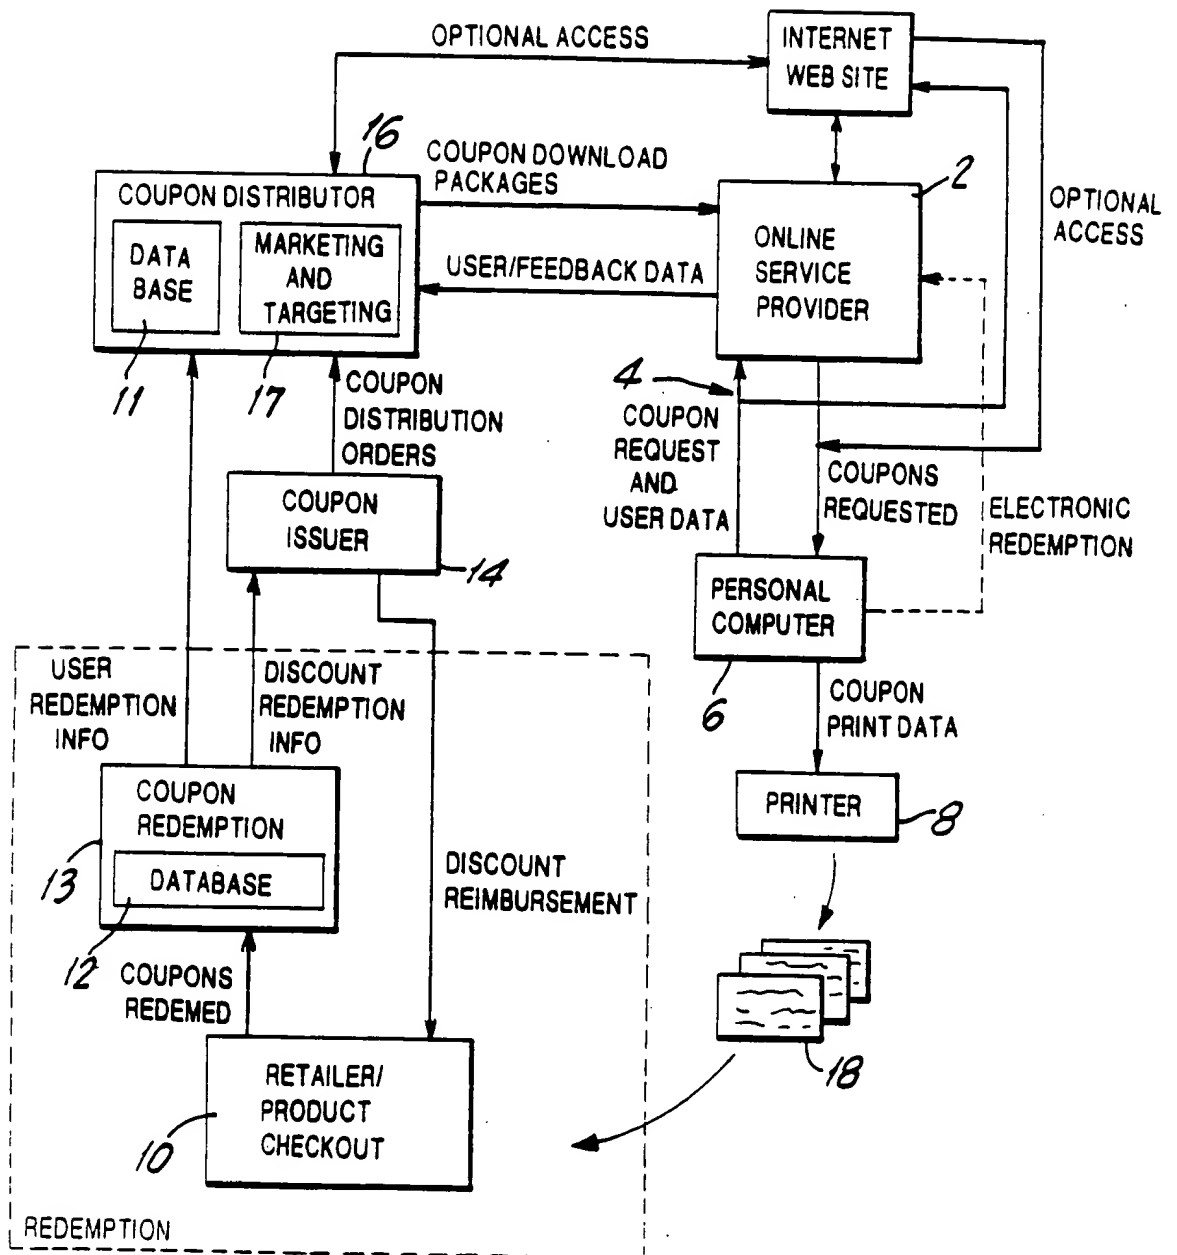 OPTIONAL ACCESS
INTERNET
WEB SITE
16
COUPON DOWNLOAD
PACKAGES
2
OPTIONAL
ACCESS
COUPON DISTRIBUTOR
DATA
BASE
MARKETING
AND
TARGETING
USER/FEEDBACK DATA
ONLINE
SERVICE
PROVIDER
11
17
COUPON
DISTRIBUTION
ORDERS
4
COUPON
REQUEST
AND
USER DATA
COUPONS
REQUESTED
ELECTRONIC
REDEMPTION
COUPON
ISSUER
14
PERSONAL
COMPUTER
6
COUPON
PRINT DATA
USER
REDEMPTION
INFO
DISCOUNT
REDEMPTION
INFO
COUPON
REDEMPTION
DATABASE
13
12
PRINTER
8
DISCOUNT
REIMBURSEMENT
COUPONS
REDEMED
18
RETAILER/
PRODUCT
CHECKOUT
10
REDEMPTION